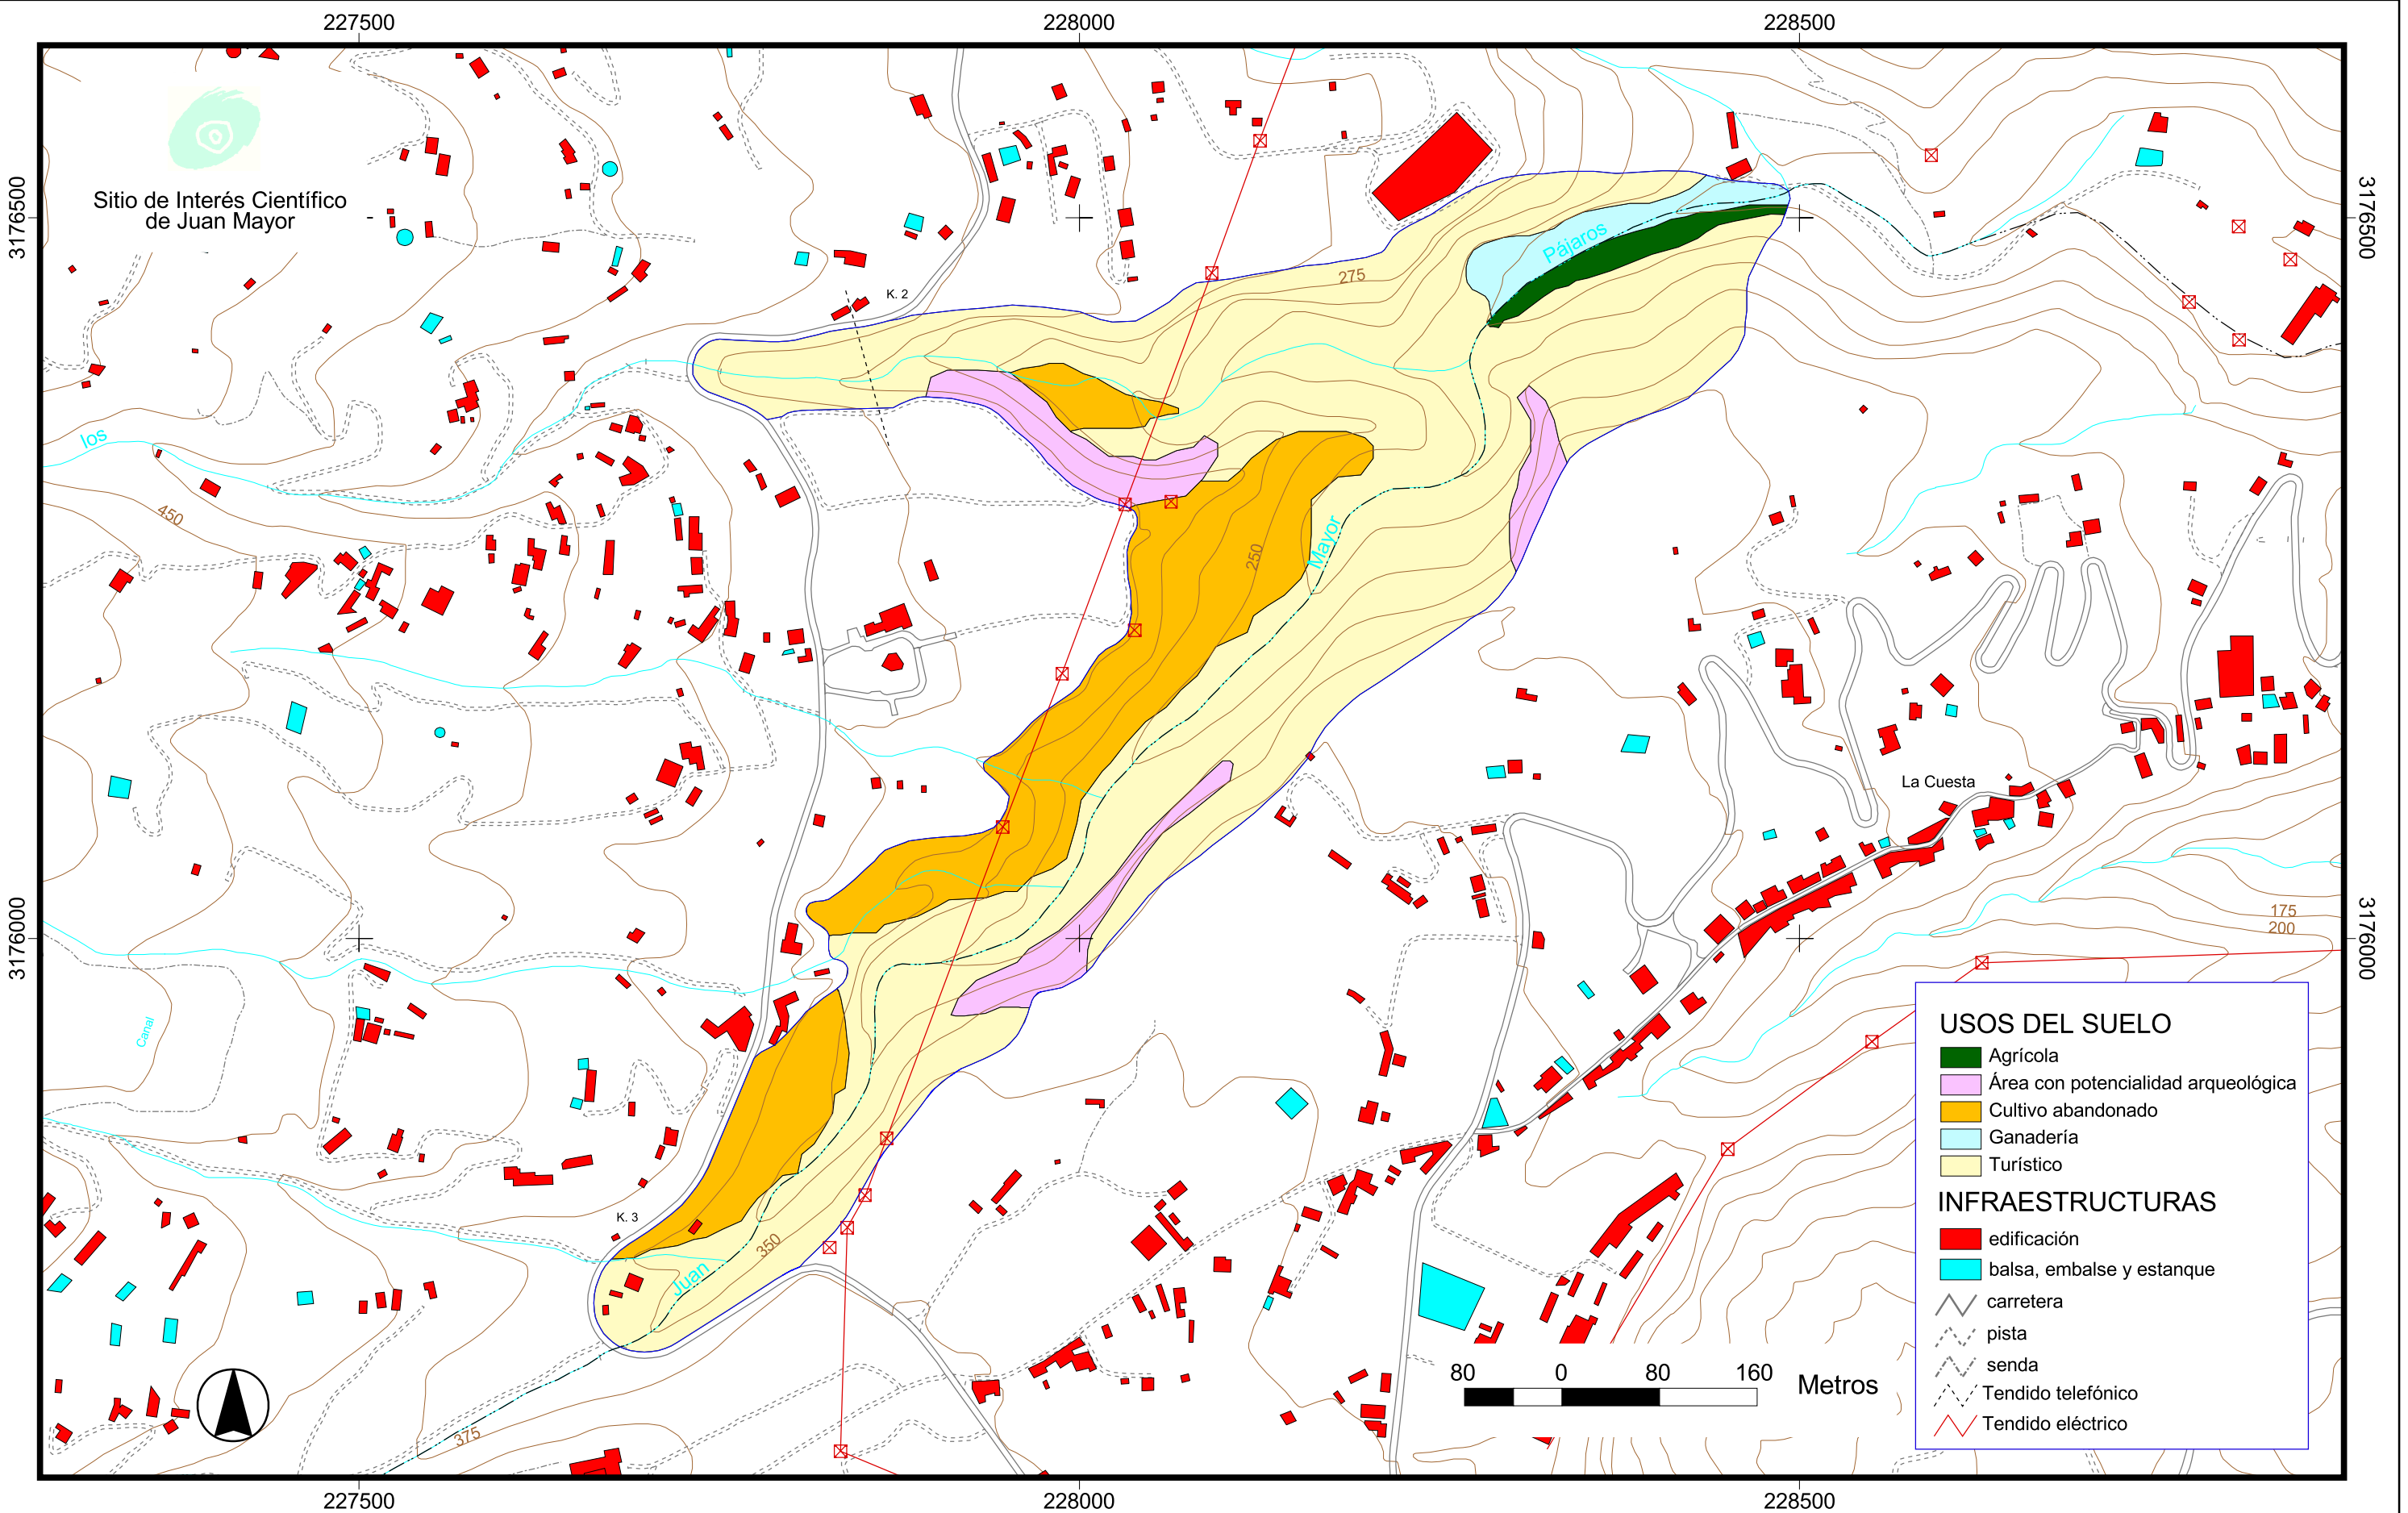 227500
228000
228500
3176500
3176500
Sitio de Interés Científico
de Juan Mayor
Pájaros
275
K. 2
los
450
250
Mayor
La Cuesta
175
200
3176000
3176000
Canal
K. 3
350
Juan
375
USOS DEL SUELO
Agrícola
Área con potencialidad arqueológica
Cultivo abandonado
Ganadería
Turístico
INFRAESTRUCTURAS
edificación
balsa, embalse y estanque
carretera
pista
senda
Tendido telefónico
Tendido eléctrico
80 0 80 160 Metros
227500
228000
228500